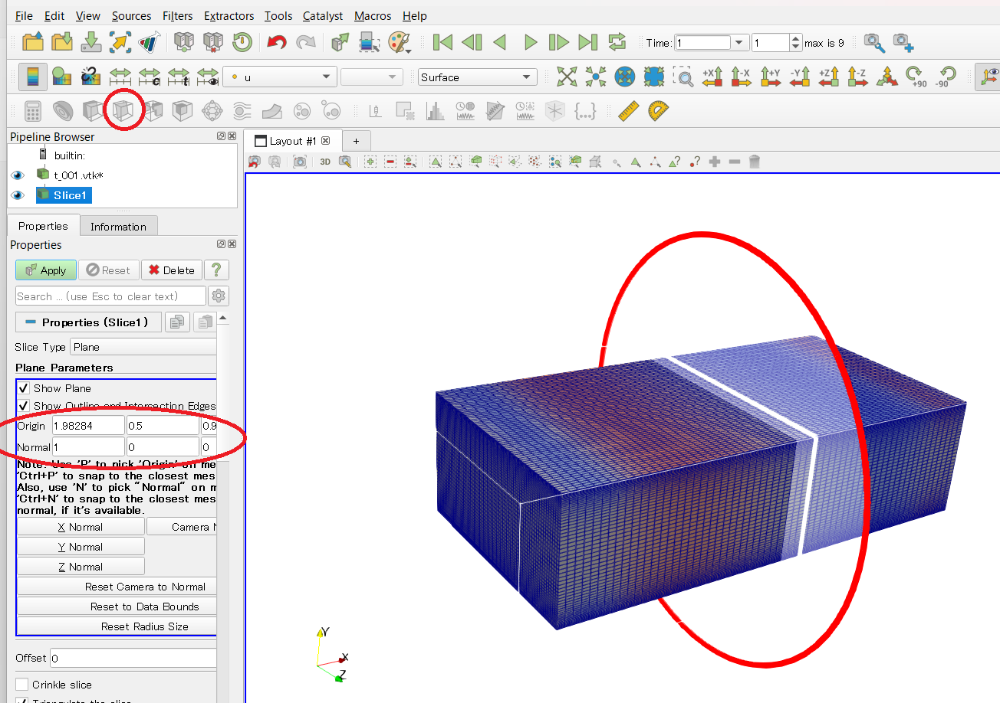 File Edit View Sources Filters Extractors Tools Catalyst Macros Help
Time: 1 1 max is 9
u Surface +X -X +Y -Y +Z -Z +90 -90
Pipeline Browser
builtin:
t_001.vtk*
Slice1
Layout #1 +
3D
Properties Information
Properties
Apply Reset Delete ?
Search ... (use Esc to clear text)
Properties (Slice1)
Slice Type Plane
Plane Parameters
Show Plane
Show Outline and Intersection Edges
Origin 1.98284 0.5 0.9
Normal 1 0 0
Note: Use 'P' to pick 'Origin' on me
'Ctrl+P' to snap to the closest mes
Also, use 'N' to pick "Normal" on m
'Ctrl+N' to snap to the closest mes
normal, if it's available.
X Normal Camera N
Y Normal
Z Normal
Reset Camera to Normal
Reset to Data Bounds
Reset Radius Size
Offset 0
Crinkle slice
Triangulate the slice
Y
X
Z